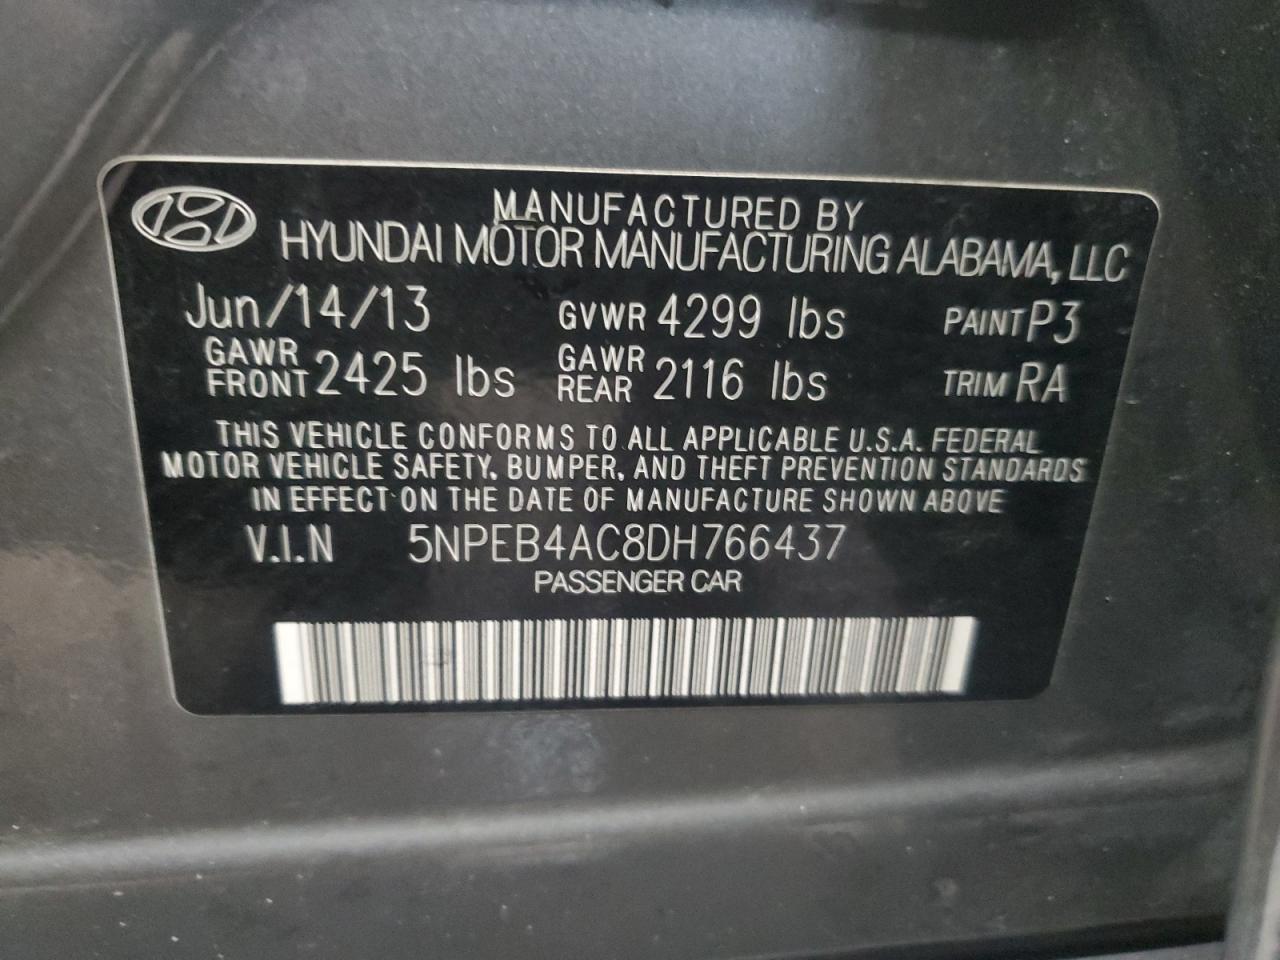 MANUFACTURED BY
HYUNDAI MOTOR MANUFACTURING ALABAMA, LLC
Jun/14/13 GVWR 4299 lbs PAINT P3
GAWR FRONT 2425 lbs GAWR REAR 2116 lbs TRIM RA
THIS VEHICLE CONFORMS TO ALL APPLICABLE U.S.A. FEDERAL
MOTOR VEHICLE SAFETY, BUMPER, AND THEFT PREVENTION STANDARDS
IN EFFECT ON THE DATE OF MANUFACTURE SHOWN ABOVE
V.I.N 5NPEB4AC8DH766437
PASSENGER CAR